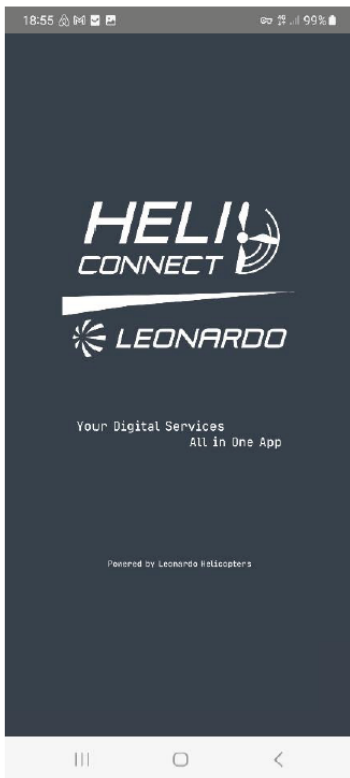 18:55 99%
HELI
CONNECT
LEONARDO
Your Digital Services
All in One App
Powered by Leonardo Helicopters